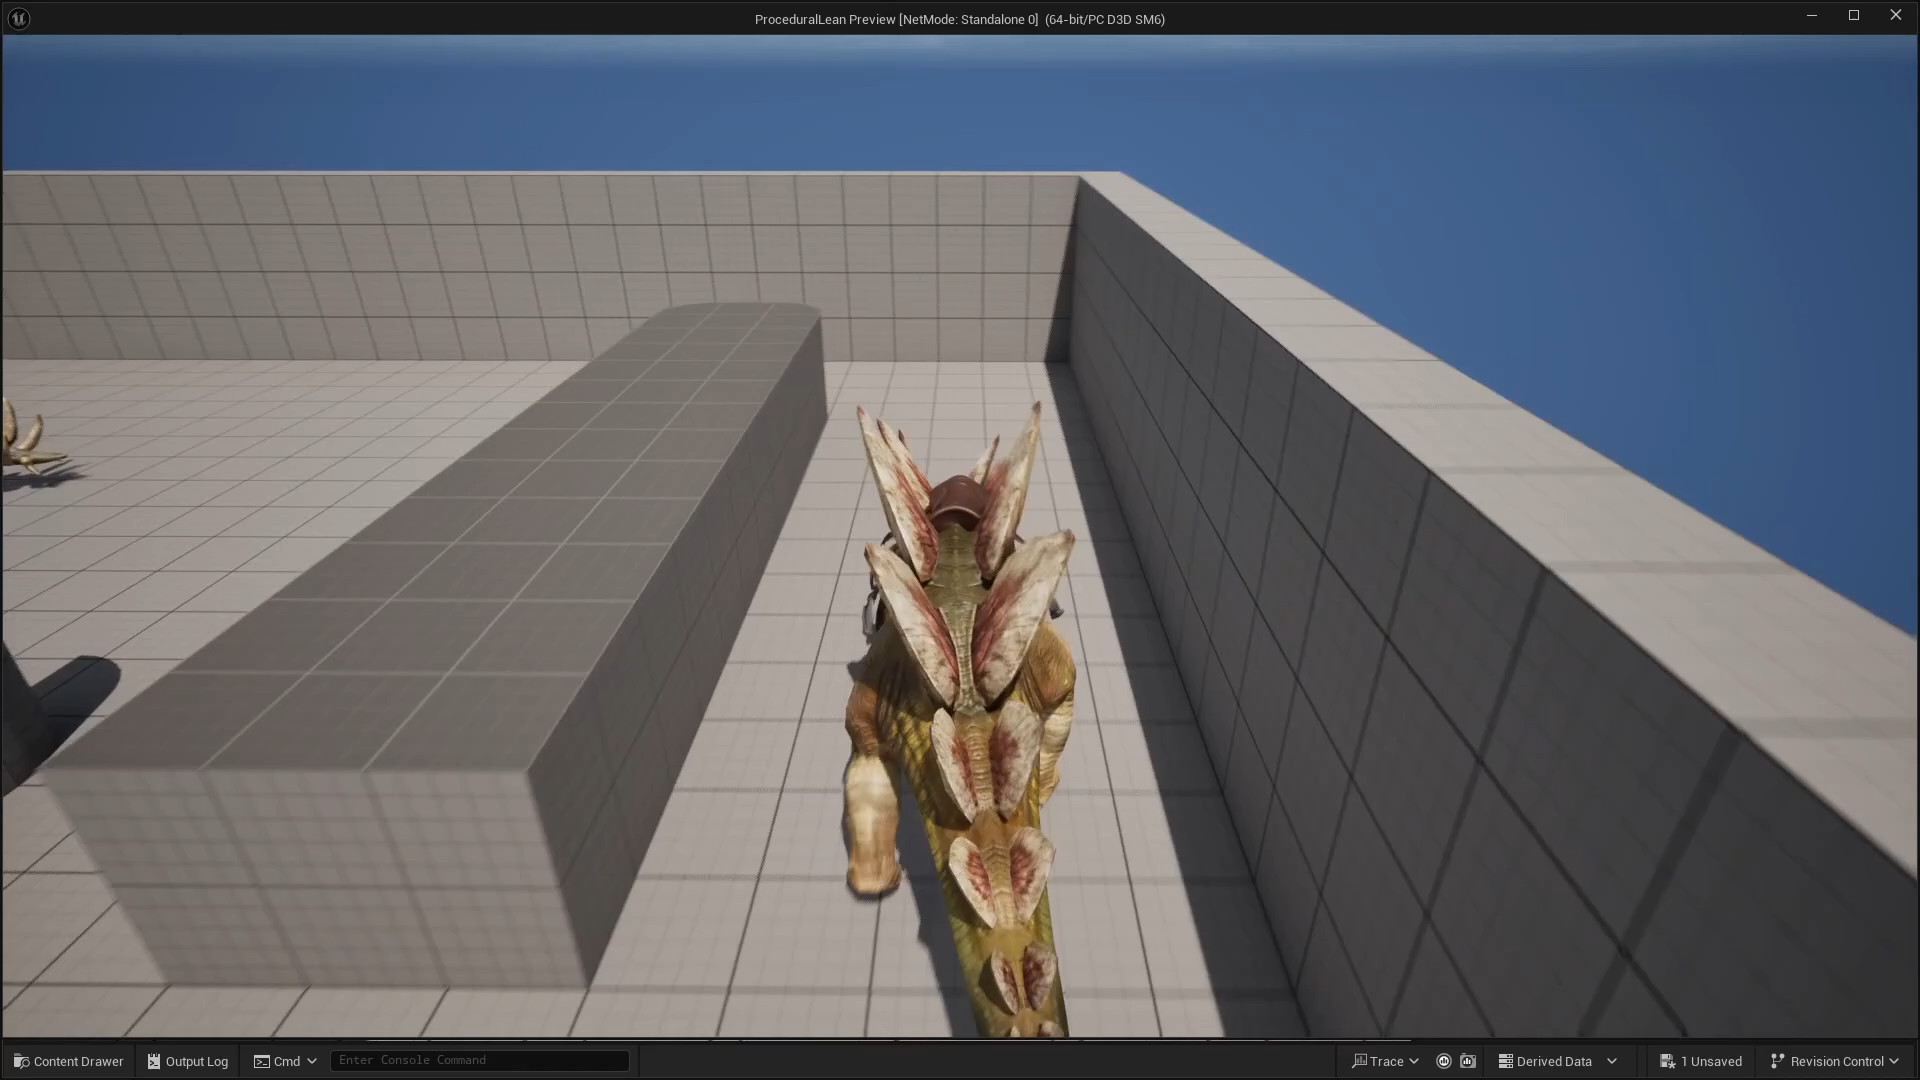 ProceduralLean Preview [NetMode: Standalone 0] (64-bit/PC D3D SM6)
Content Drawer
Output Log
Cmd
Enter Console Command
Trace
Derived Data
1 Unsaved
Revision Control